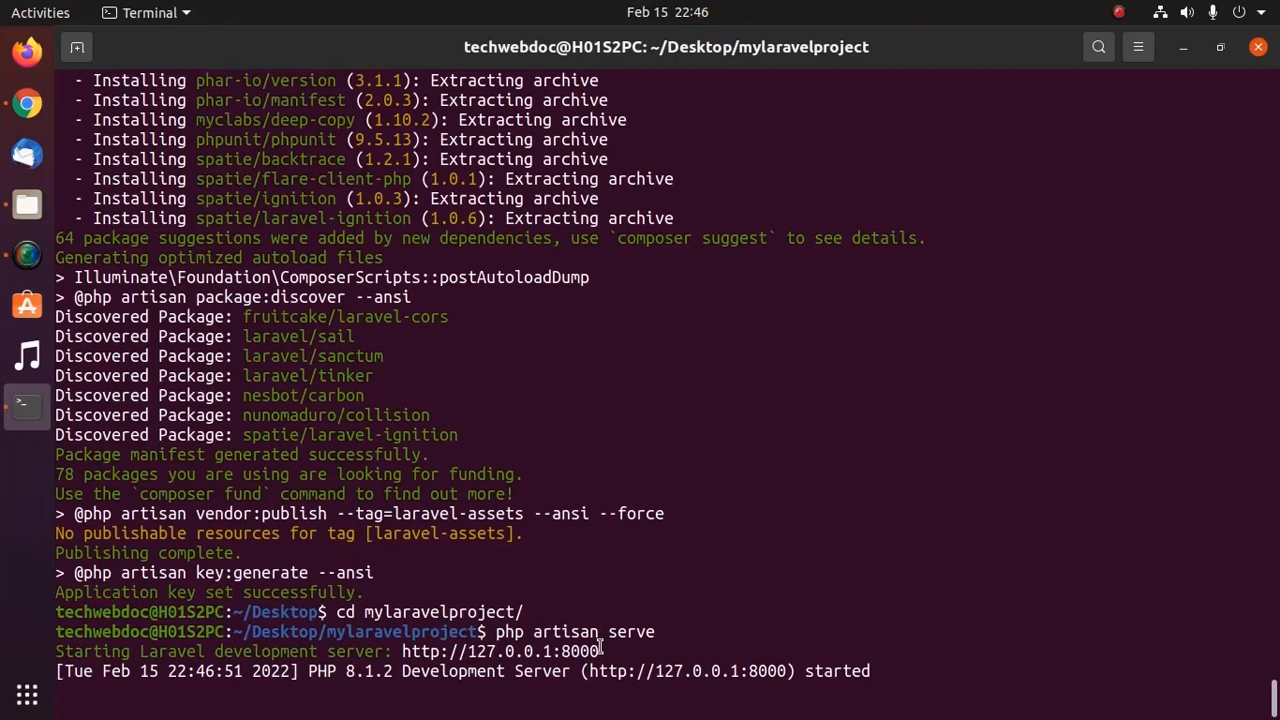 Activities
Terminal
Feb 15 22:46
techwebdoc@H01S2PC: ~/Desktop/mylaravelproject
- Installing phar-io/version (3.1.1): Extracting archive
- Installing phar-io/manifest (2.0.3): Extracting archive
- Installing myclabs/deep-copy (1.10.2): Extracting archive
- Installing phpunit/phpunit (9.5.13): Extracting archive
- Installing spatie/backtrace (1.2.1): Extracting archive
- Installing spatie/flare-client-php (1.0.1): Extracting archive
- Installing spatie/ignition (1.0.3): Extracting archive
- Installing spatie/laravel-ignition (1.0.6): Extracting archive
64 package suggestions were added by new dependencies, use `composer suggest` to see details.
Generating optimized autoload files
> Illuminate\Foundation\ComposerScripts::postAutoloadDump
> @php artisan package:discover --ansi
Discovered Package: fruitcake/laravel-cors
Discovered Package: laravel/sail
Discovered Package: laravel/sanctum
Discovered Package: laravel/tinker
Discovered Package: nesbot/carbon
Discovered Package: nunomaduro/collision
Discovered Package: spatie/laravel-ignition
Package manifest generated successfully.
78 packages you are using are looking for funding.
Use the `composer fund` command to find out more!
> @php artisan vendor:publish --tag=laravel-assets --ansi --force
No publishable resources for tag [laravel-assets].
Publishing complete.
> @php artisan key:generate --ansi
Application key set successfully.
techwebdoc@H01S2PC:~/Desktop$ cd mylaravelproject/
techwebdoc@H01S2PC:~/Desktop/mylaravelproject$ php artisan serve
Starting Laravel development server: http://127.0.0.1:8000
[Tue Feb 15 22:46:51 2022] PHP 8.1.2 Development Server (http://127.0.0.1:8000) started